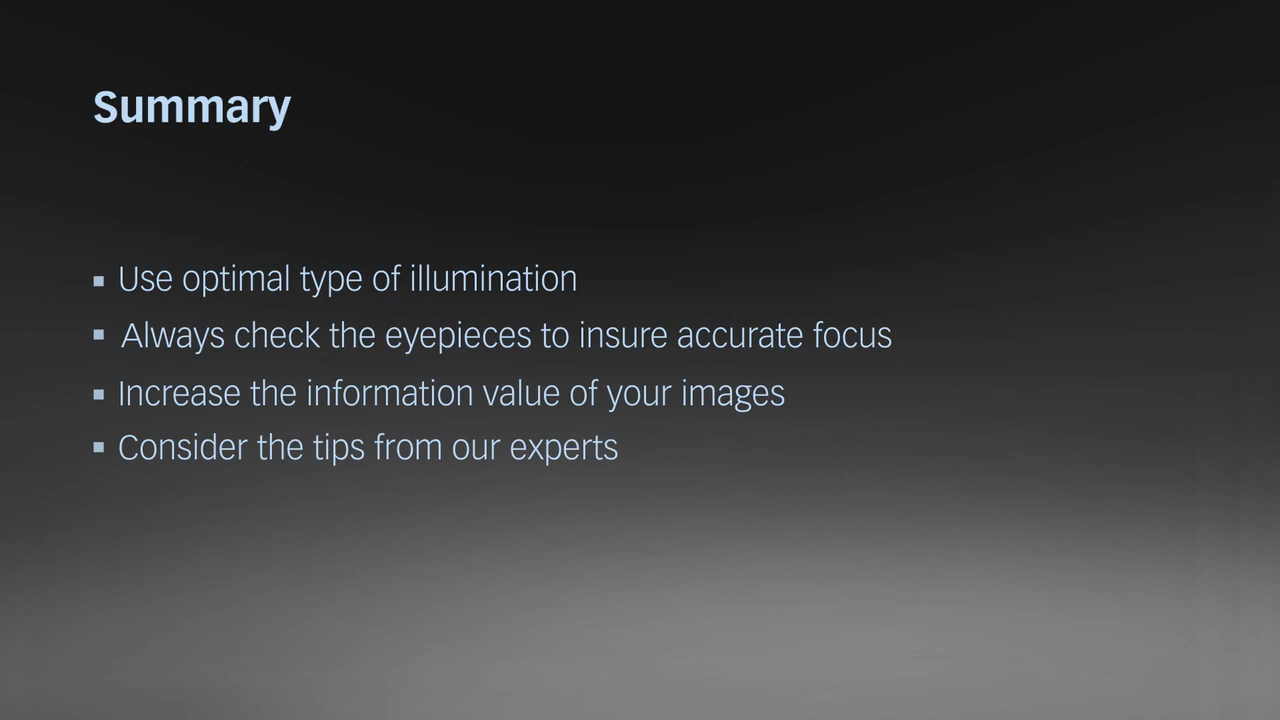 Summary
▪ Use optimal type of illumination
▪ Always check the eyepieces to insure accurate focus
▪ Increase the information value of your images
▪ Consider the tips from our experts